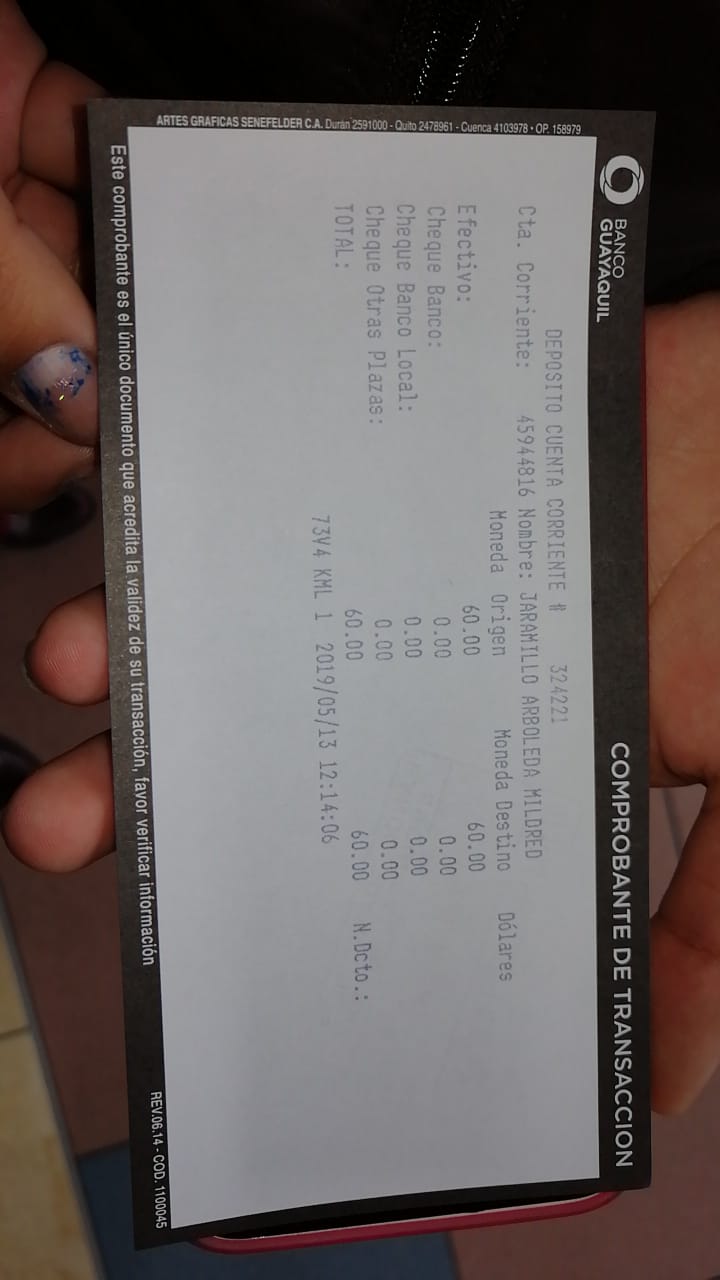 BANCO
GUAYAQUIL
COMPROBANTE DE TRANSACCION
DEPOSITO CUENTA CORRIENTE # 324221
Cta. Corriente: 45944816 Nombre: JARAMILLO ARBOLEDA MILDRED
Moneda Origen Moneda Destino Dólares
Efectivo: 60.00 60.00
Cheque Banco: 0.00 0.00
Cheque Banco Local: 0.00 0.00
Cheque Otras Plazas: 0.00 0.00
TOTAL: 60.00 60.00 N.Dcto.:
73V4 KML 1 2019/05/13 12:14:06
ARTES GRAFICAS SENEFELDER C.A. Durán 2591000 - Quito 2478961 - Cuenca 4103978 • OP. 158979
Este comprobante es el único documento que acredita la validez de su transacción, favor verificar información
REV.06.14 - COD. 1100045